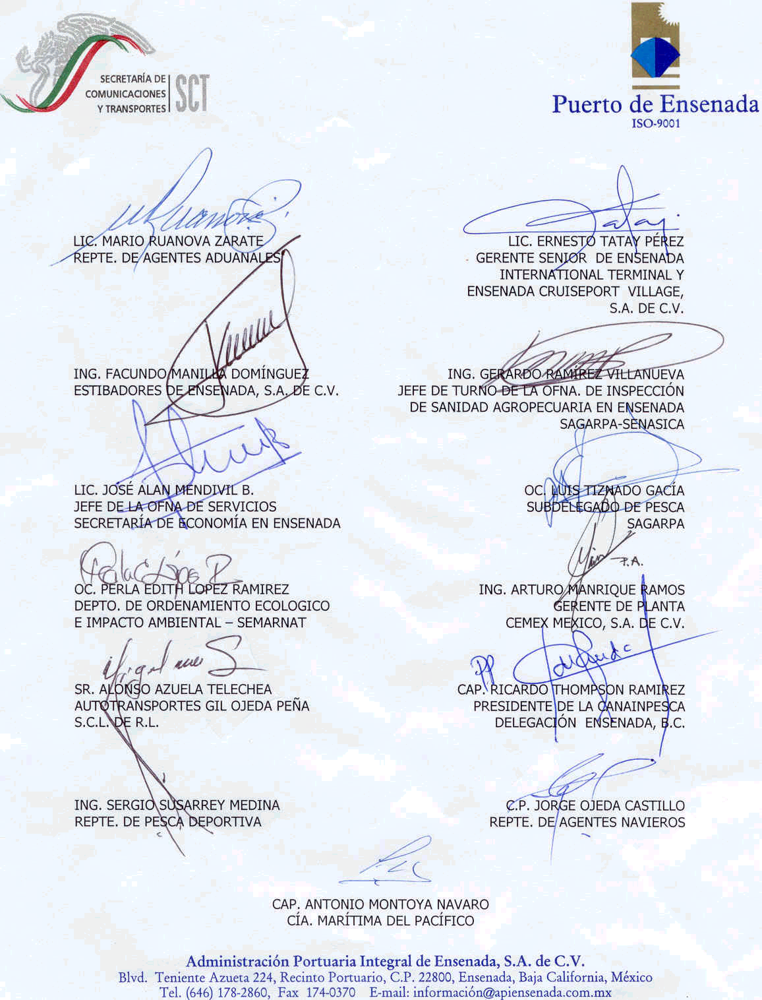 SECRETARÍA DE
COMUNICACIONES
Y TRANSPORTES
SCT
Puerto de Ensenada
ISO-9001
LIC. MARIO RUANOVA ZARATE
REPTE. DE AGENTES ADUANALES
LIC. ERNESTO TATAY PÉREZ
GERENTE SENIOR DE ENSENADA
INTERNATIONAL TERMINAL Y
ENSENADA CRUISEPORT VILLAGE,
S.A. DE C.V.
ING. FACUNDO MANILLA DOMÍNGUEZ
ESTIBADORES DE ENSENADA, S.A. DE C.V.
ING. GERARDO RAMÍREZ VILLANUEVA
JEFE DE TURNO DE LA OFNA. DE INSPECCIÓN
DE SANIDAD AGROPECUARIA EN ENSENADA
SAGARPA-SENASICA
LIC. JOSÉ ALAN MENDIVIL B.
JEFE DE LA OFNA DE SERVICIOS
SECRETARÍA DE ECONOMÍA EN ENSENADA
OC. LUIS TIZNADO GACÍA
SUBDELEGADO DE PESCA
SAGARPA
OC. PERLA EDITH LOPEZ RAMIREZ
DEPTO. DE ORDENAMIENTO ECOLOGICO
E IMPACTO AMBIENTAL – SEMARNAT
P.A.
ING. ARTURO MANRIQUE RAMOS
GERENTE DE PLANTA
CEMEX MEXICO, S.A. DE C.V.
SR. ALONSO AZUELA TELECHEA
AUTOTRANSPORTES GIL OJEDA PEÑA
S.C.L. DE R.L.
PP
CAP. RICARDO THOMPSON RAMIREZ
PRESIDENTE DE LA CANAINPESCA
DELEGACIÓN ENSENADA, B.C.
ING. SERGIO SUSARREY MEDINA
REPTE. DE PESCA DEPORTIVA
C.P. JORGE OJEDA CASTILLO
REPTE. DE AGENTES NAVIEROS
CAP. ANTONIO MONTOYA NAVARO
CÍA. MARÍTIMA DEL PACÍFICO
Administración Portuaria Integral de Ensenada, S.A. de C.V.
Blvd. Teniente Azueta 224, Recinto Portuario, C.P. 22800, Ensenada, Baja California, México
Tel. (646) 178-2860, Fax 174-0370 E-mail: información@apiensenada.com.mx